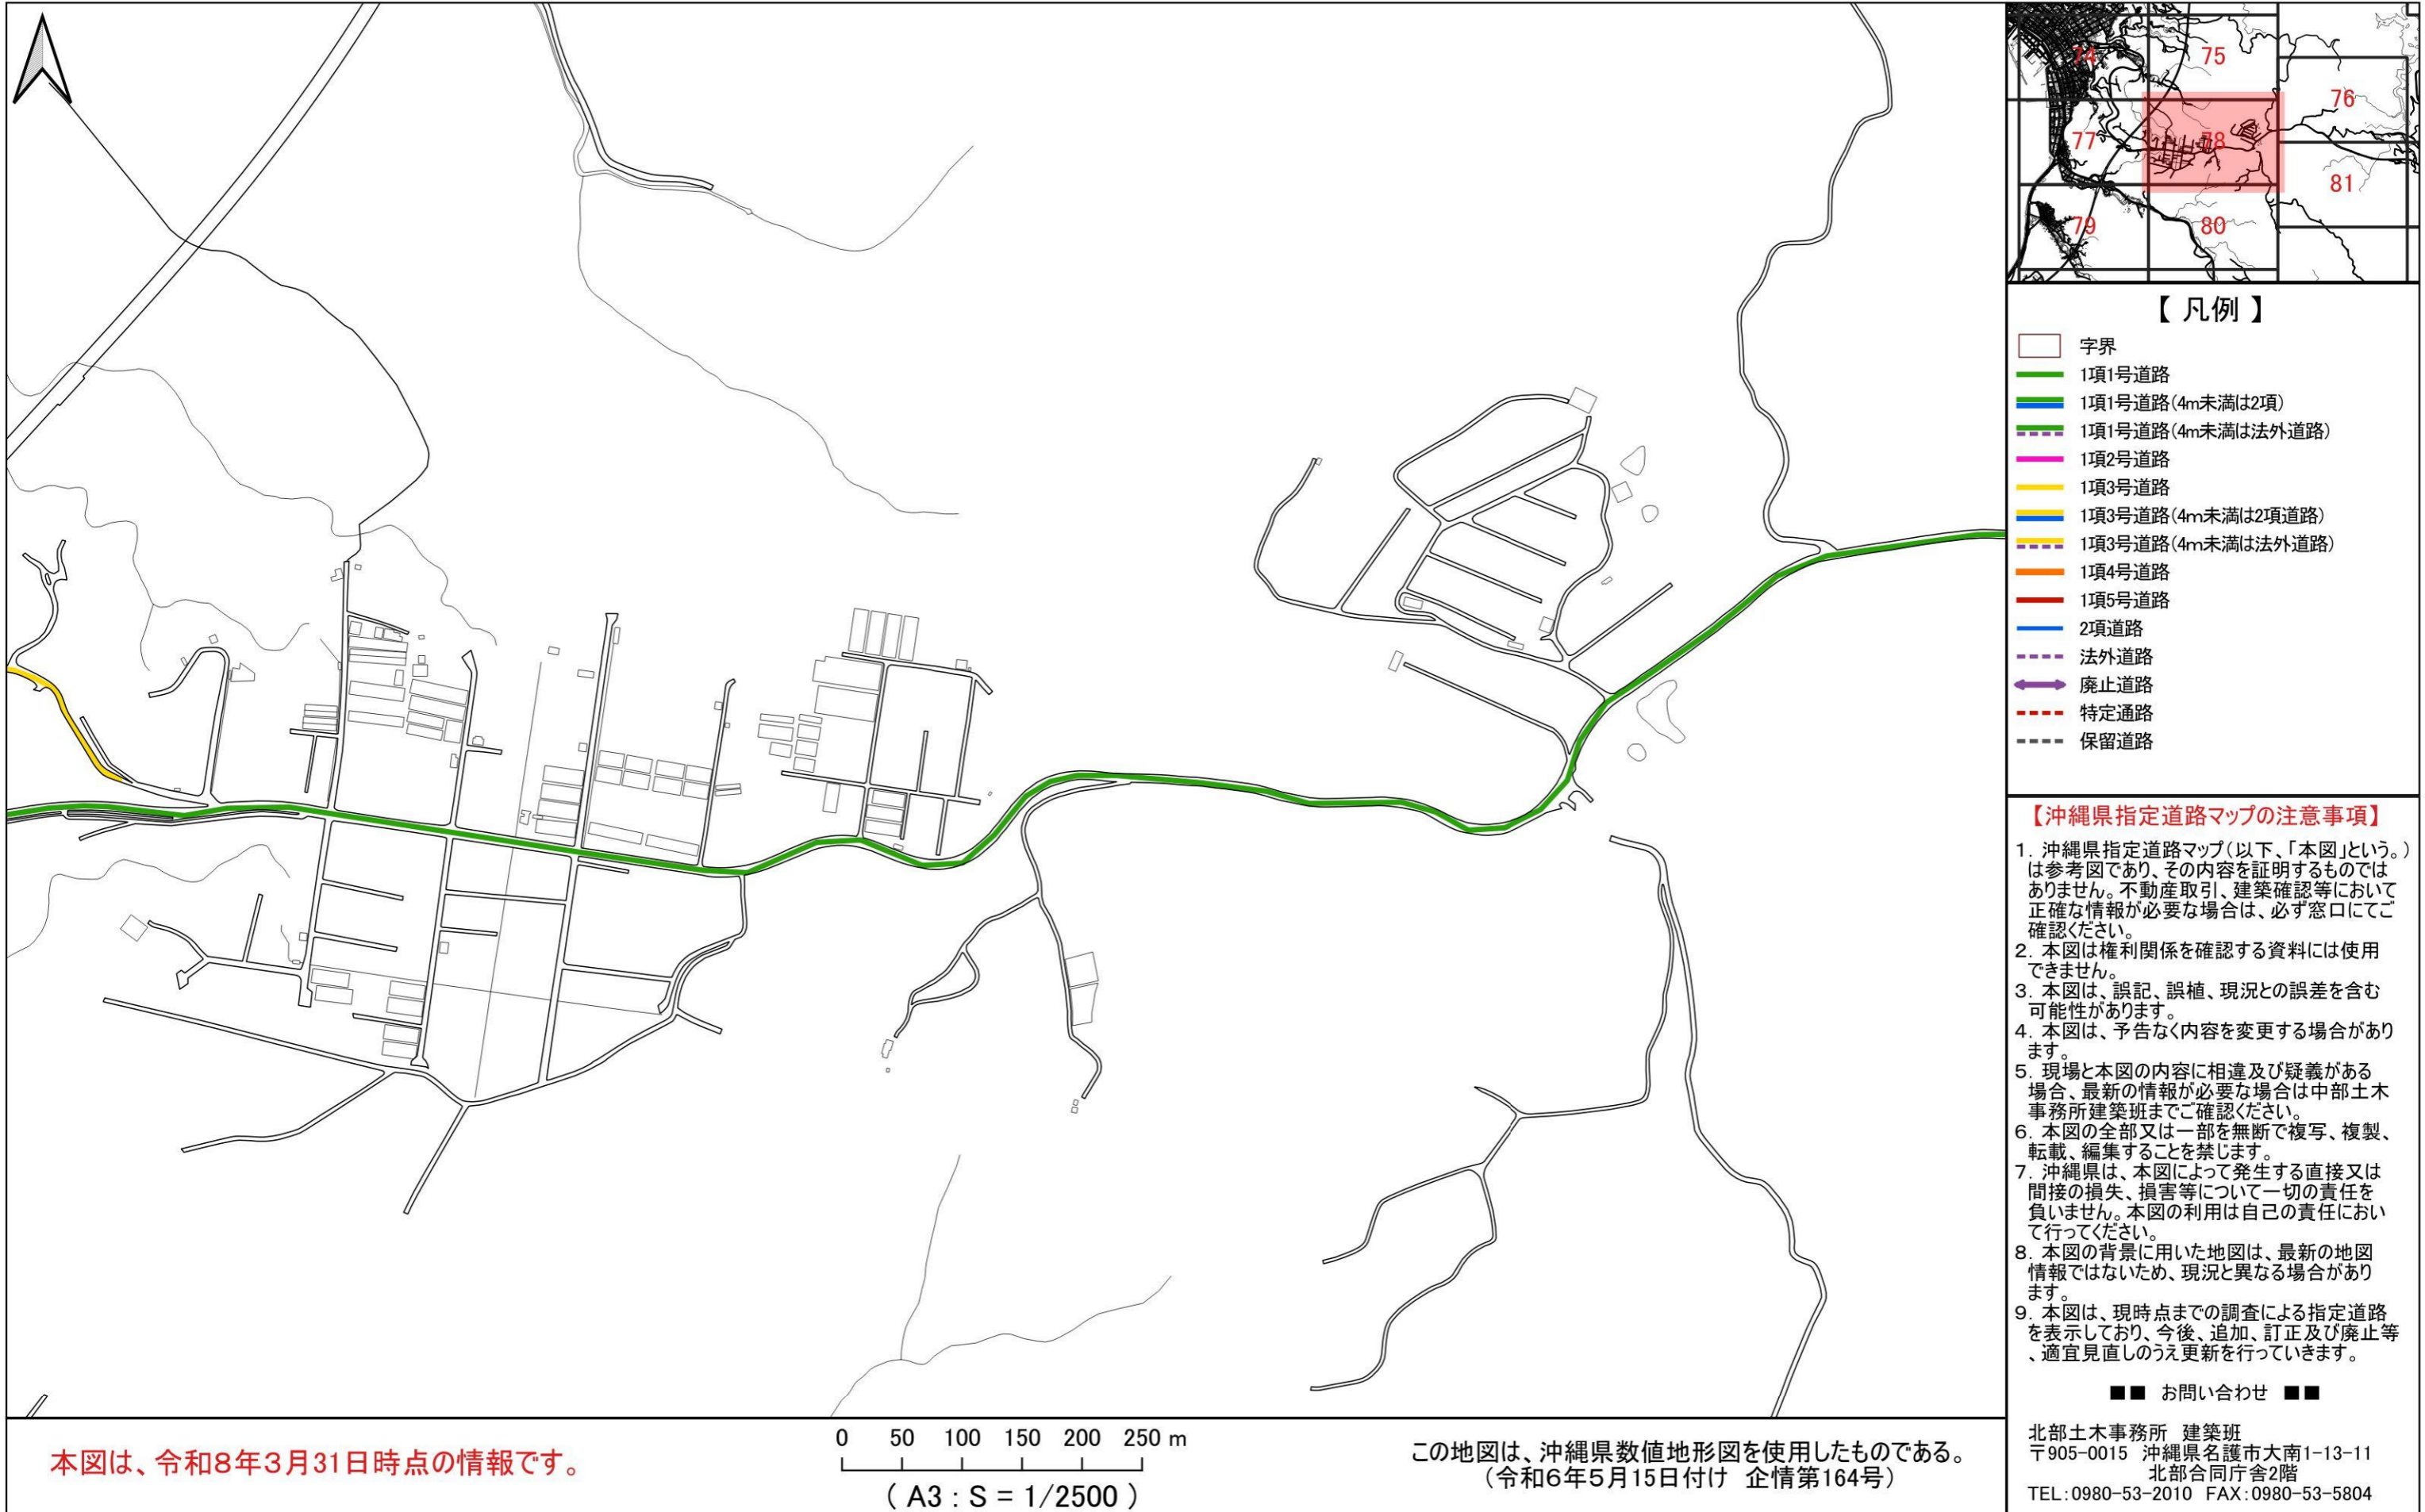 74
75
76
77
78
81
79
80
【 凡例 】
字界
1項1号道路
1項1号道路(4m未満は2項)
1項1号道路(4m未満は法外道路)
1項2号道路
1項3号道路
1項3号道路(4m未満は2項道路)
1項3号道路(4m未満は法外道路)
1項4号道路
1項5号道路
2項道路
法外道路
廃止道路
特定通路
保留道路
【沖縄県指定道路マップの注意事項】
1. 沖縄県指定道路マップ(以下、「本図」という。)
は参考図であり、その内容を証明するものでは
ありません。不動産取引、建築確認等において
正確な情報が必要な場合は、必ず窓口にてご
確認ください。
2. 本図は権利関係を確認する資料には使用
できません。
3. 本図は、誤記、誤植、現況との誤差を含む
可能性があります。
4. 本図は、予告なく内容を変更する場合があり
ます。
5. 現場と本図の内容に相違及び疑義がある
場合、最新の情報が必要な場合は中部土木
事務所建築班までご確認ください。
6. 本図の全部又は一部を無断で複写、複製、
転載、編集することを禁じます。
7. 沖縄県は、本図によって発生する直接又は
間接の損失、損害等について一切の責任を
負いません。本図の利用は自己の責任におい
て行ってください。
8. 本図の背景に用いた地図は、最新の地図
情報ではないため、現況と異なる場合があり
ます。
9. 本図は、現時点までの調査による指定道路
を表示しており、今後、追加、訂正及び廃止等
、適宜見直しのうえ更新を行っていきます。
■■ お問い合わせ ■■
北部土木事務所 建築班
〒905-0015 沖縄県名護市大南1-13-11
北部合同庁舎2階
TEL:0980-53-2010 FAX:0980-53-5804
本図は、令和8年3月31日時点の情報です。
0 50 100 150 200 250 m
( A3 : S = 1/2500 )
この地図は、沖縄県数値地形図を使用したものである。
(令和6年5月15日付け 企情第164号)